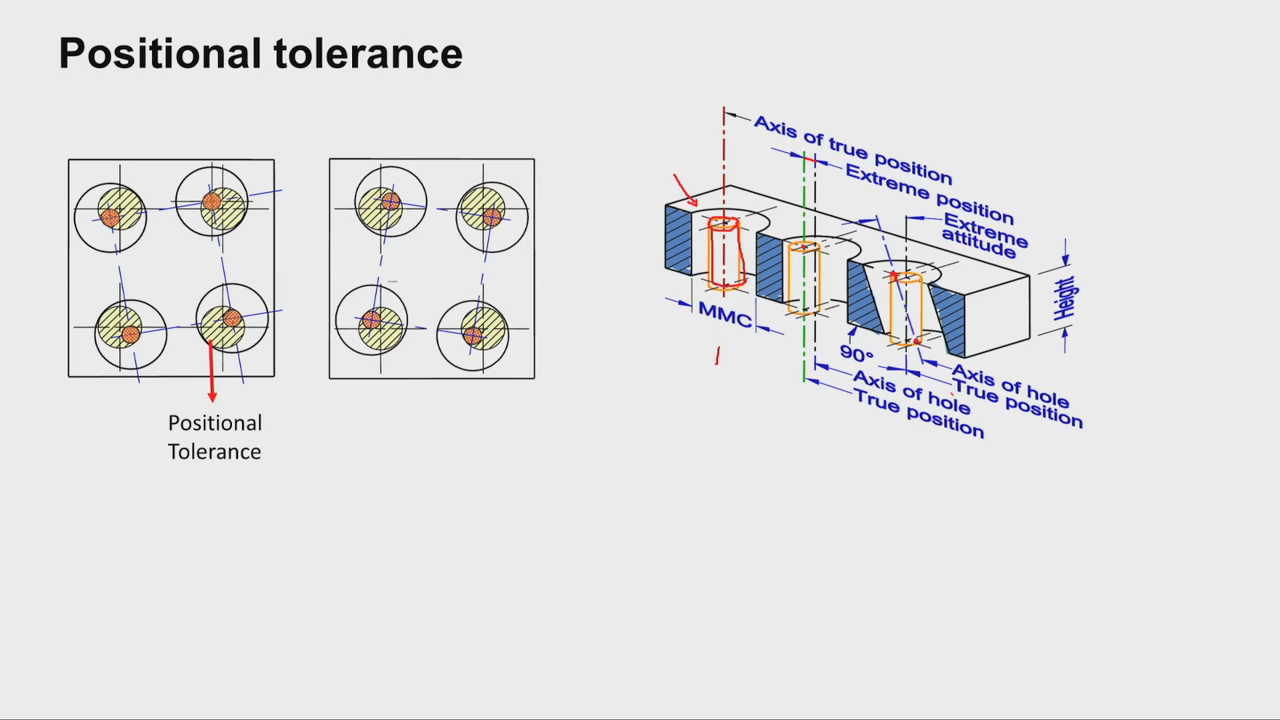 Positional tolerance
Positional
Tolerance
Axis of true position
Extreme position
Extreme
attitude
Height
MMC
90°
Axis of hole
True position
Axis of hole
True position